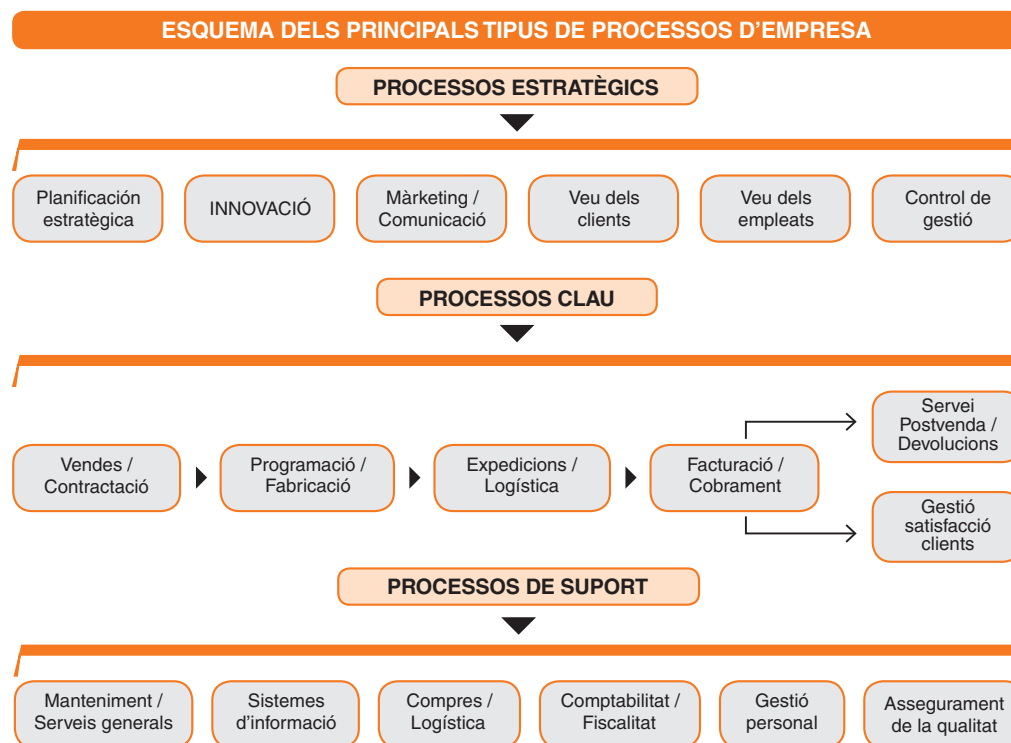 ESQUEMA DELS PRINCIPALS TIPUS DE PROCESSOS D'EMPRESA
PROCESSOS ESTRATÈGICS
Planificación
estratègica
INNOVACIÓ
Màrketing /
Comunicació
Veu dels
clients
Veu dels
empleats
Control de
gestió
PROCESSOS CLAU
Vendes /
Contractació
Programació /
Fabricació
Expedicions /
Logística
Facturació /
Cobrament
Servei
Postvenda /
Devolucions
Gestió
satisfacció
clients
PROCESSOS DE SUPORT
Manteniment /
Serveis generals
Sistemes
d'informació
Compres /
Logística
Comptabilitat /
Fiscalitat
Gestió
personal
Assegurament
de la qualitat